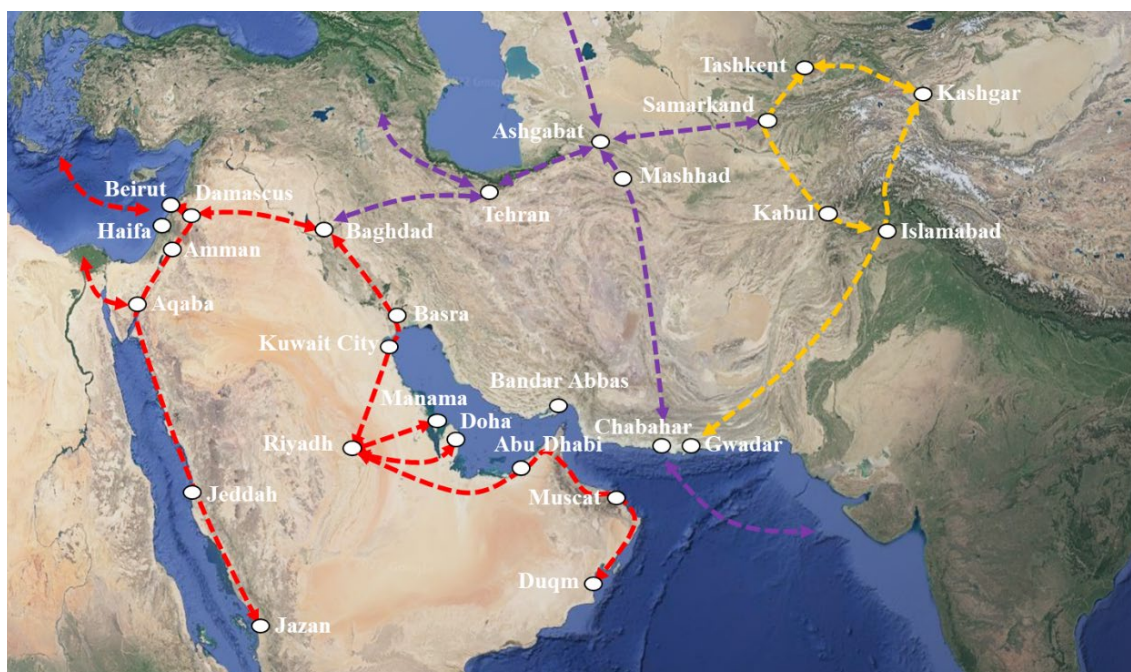 Tashkent
Kashgar
Samarkand
Ashgabat
Mashhad
Beirut
Damascus
Tehran
Kabul
Haifa
Baghdad
Islamabad
Amman
Aqaba
Basra
Kuwait City
Bandar Abbas
Manama
Doha
Chabahar
Riyadh
Abu Dhabi
Gwadar
Jeddah
Muscat
Duqm
Jazan